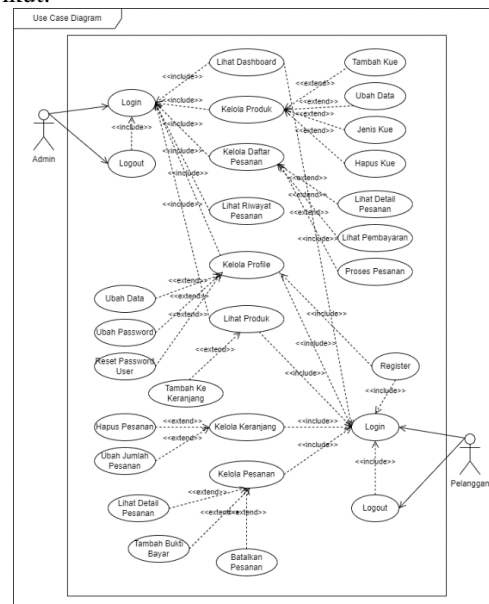 ikut.
Use Case Diagram
Lihat Dashboard
Tambah Kue
<<include>>
<<extend>>
Login
<<include>>
Kelola Produk
<<extend>>
Ubah Data
<<extend>>
Jenis Kue
<<include>>
<<include>>
<<extend>>
Admin
Logout
Kelola Daftar
Pesanan
Hapus Kue
<<include>>
<<extend>>
Lihat Detail
Pesanan
<<include>>
Lihat Riwayat
Pesanan
<<extend>>
<<include>>
Lihat Pembayaran
Kelola Profile
Proses Pesanan
<<extend>>
Ubah Data
<<extend>>
Ubah Password
<<extend>>
Lihat Produk
<<include>>
<<include>>
Reset Password
User
<<extend>>
<<include>>
Register
Tambah Ke
Keranjang
<<include>>
Hapus Pesanan
<<extend>>
Kelola Keranjang
<<include>>
Login
<<extend>>
Ubah Jumlah
Pesanan
<<include>>
Kelola Pesanan
<<include>>
Pelanggan
Lihat Detail
Pesanan
<<extend>>
<<extend>>
<<extend>>
Logout
Tambah Bukti
Bayar
Batalkan
Pesanan